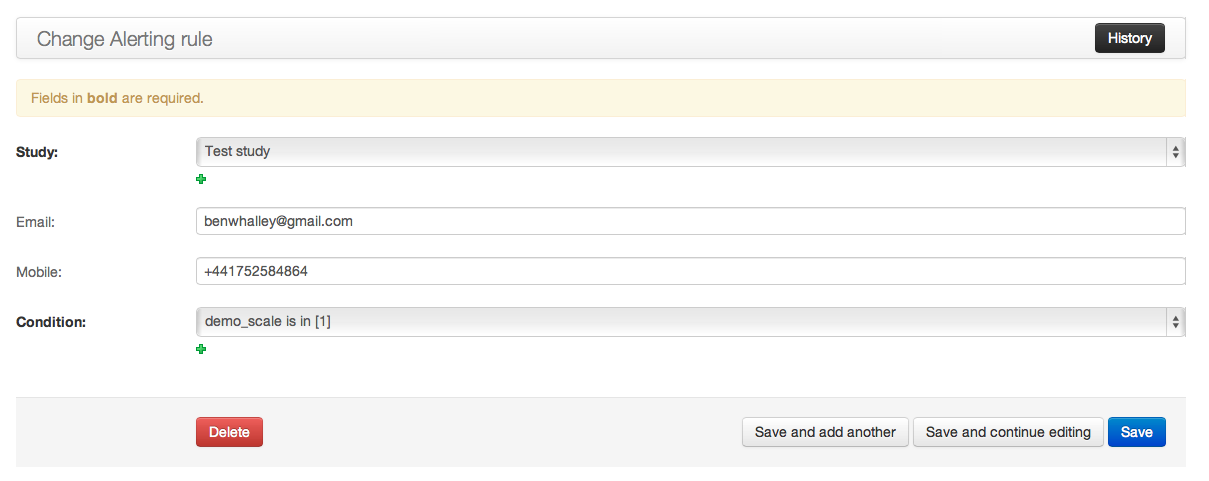 Change Alerting rule
History
Fields in bold are required.
Study:
Test study
Email:
benwhalley@gmail.com
Mobile:
+441752584864
Condition:
demo_scale is in [1]
Delete
Save and add another
Save and continue editing
Save